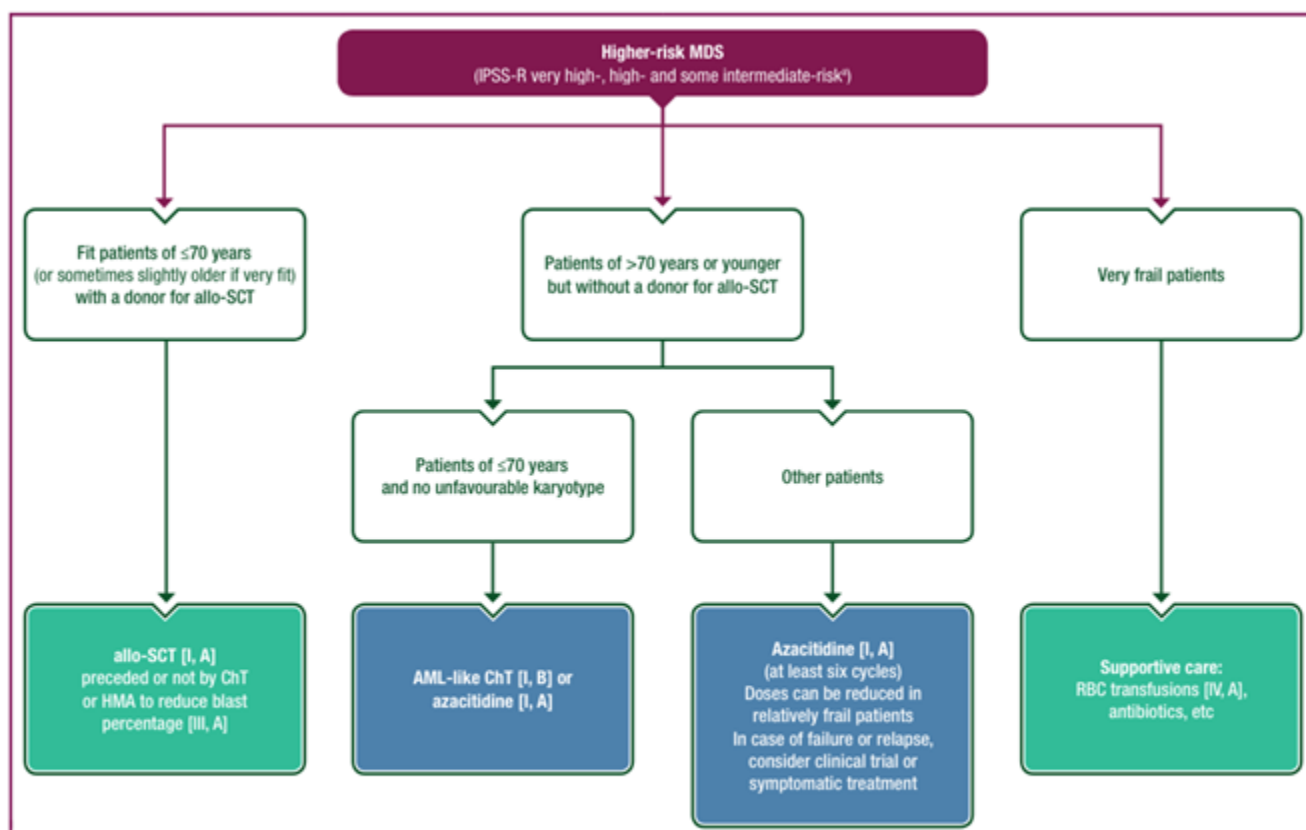 Higher-risk MDS
(IPSS-R very high-, high- and some intermediate-riskª)
Fit patients of ≤70 years
(or sometimes slightly older if very fit)
with a donor for allo-SCT
Patients of >70 years or younger
but without a donor for allo-SCT
Very frail patients
Patients of ≤70 years
and no unfavourable karyotype
Other patients
allo-SCT [I, A]
preceded or not by ChT
or HMA to reduce blast
percentage [III, A]
AML-like ChT [I, B] or
azacitidine [I, A]
Azacitidine [I, A]
(at least six cycles)
Doses can be reduced in
relatively frail patients
In case of failure or relapse,
consider clinical trial or
symptomatic treatment
Supportive care:
RBC transfusions [IV, A],
antibiotics, etc